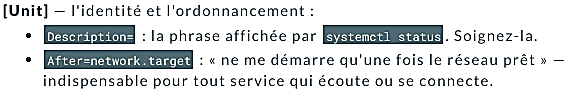 [Unit] — l'identité et l'ordonnancement :
• Description= : la phrase affichée par systemctl status. Soignez-la.
• After=network.target : « ne me démarre qu'une fois le réseau prêt » —
indispensable pour tout service qui écoute ou se connecte.